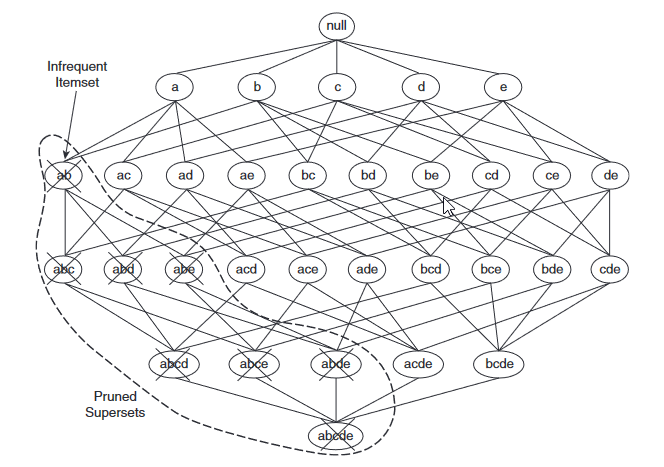 null
Infrequent
Itemset
a b c d e
ab ac ad ae bc bd be cd ce de
abc abd abe acd ace ade bcd bce bde cde
abcd abce abde acde bcde
Pruned
Supersets
abcde